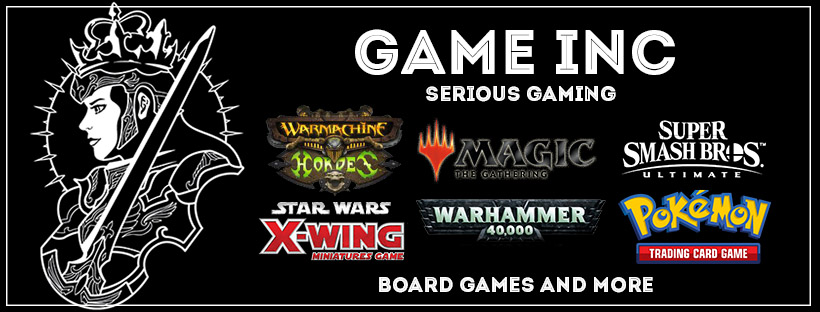 GAME INC
SERIOUS GAMING
WARMACHINE
HORDES
MAGIC
THE GATHERING
SUPER
SMASH BROS.™
ULTIMATE
STAR WARS
X-WING
MINIATURES GAME
WARHAMMER
40,000
POKéMON
TRADING CARD GAME
BOARD GAMES AND MORE